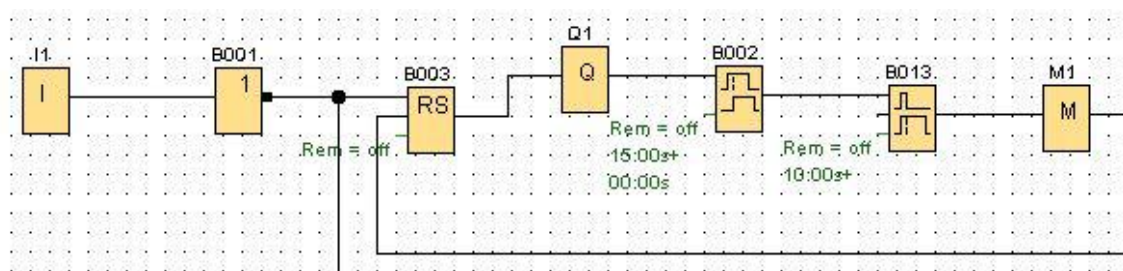 I1
B001
Q1
B002
B003
B013
M1
I
1
RS
Q
M
Rem = off
Rem = off
15:00s+
00:00s
Rem = off
10:00s+